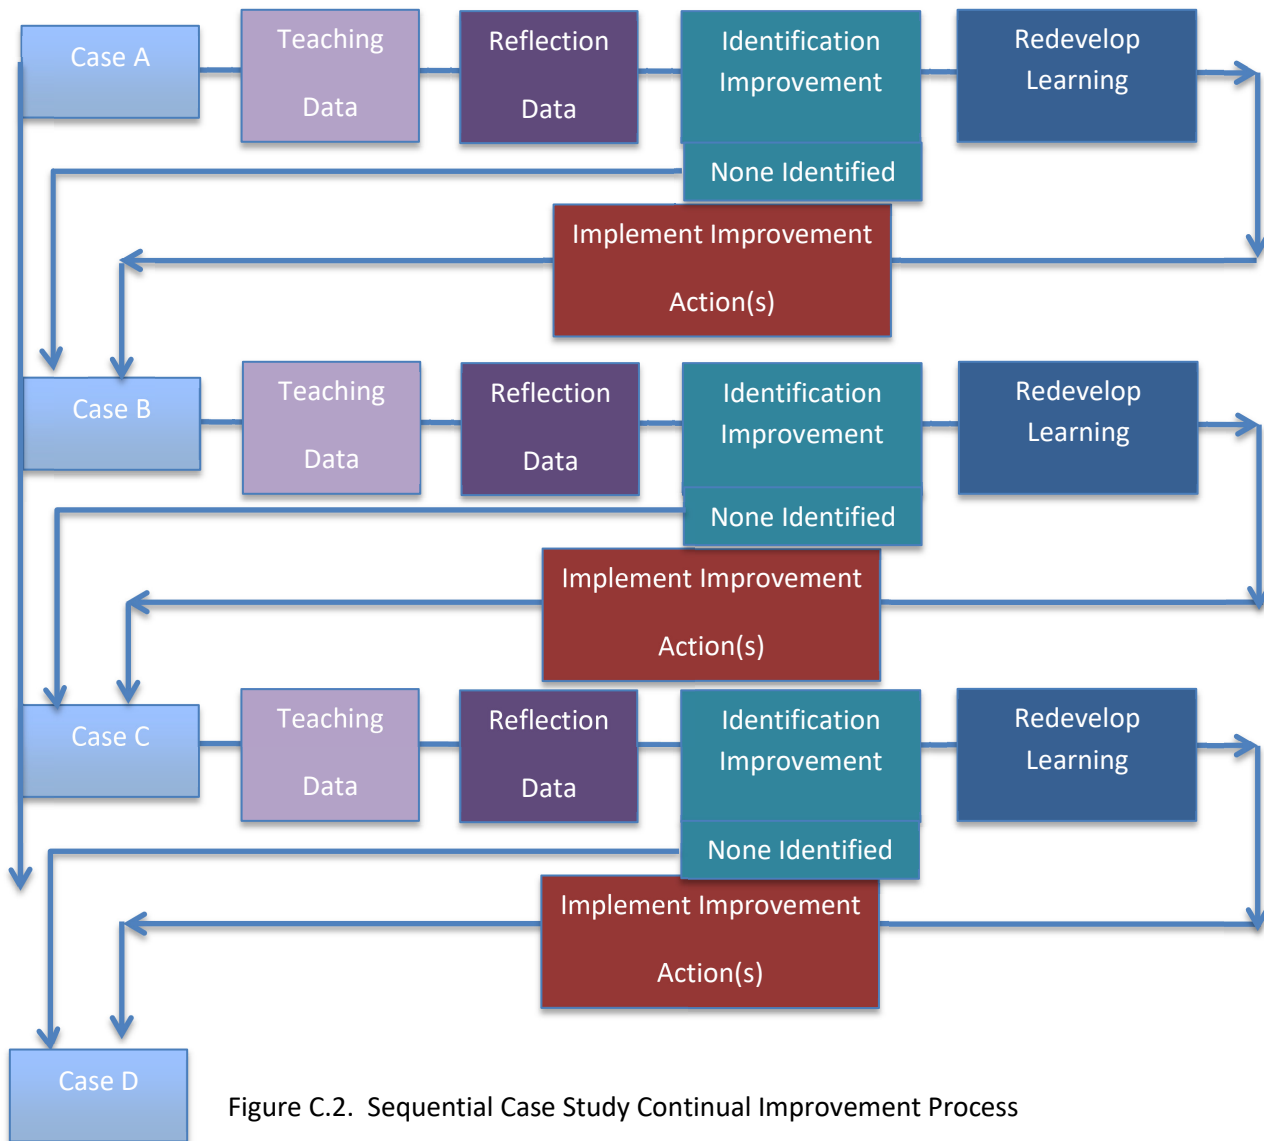 Case A
Teaching
Data
Reflection
Data
Identification
Improvement
Redevelop
Learning
None Identified
Implement Improvement
Action(s)
Case B
Teaching
Data
Reflection
Data
Identification
Improvement
Redevelop
Learning
None Identified
Implement Improvement
Action(s)
Case C
Teaching
Data
Reflection
Data
Identification
Improvement
Redevelop
Learning
None Identified
Implement Improvement
Action(s)
Case D
Figure C.2. Sequential Case Study Continual Improvement Process